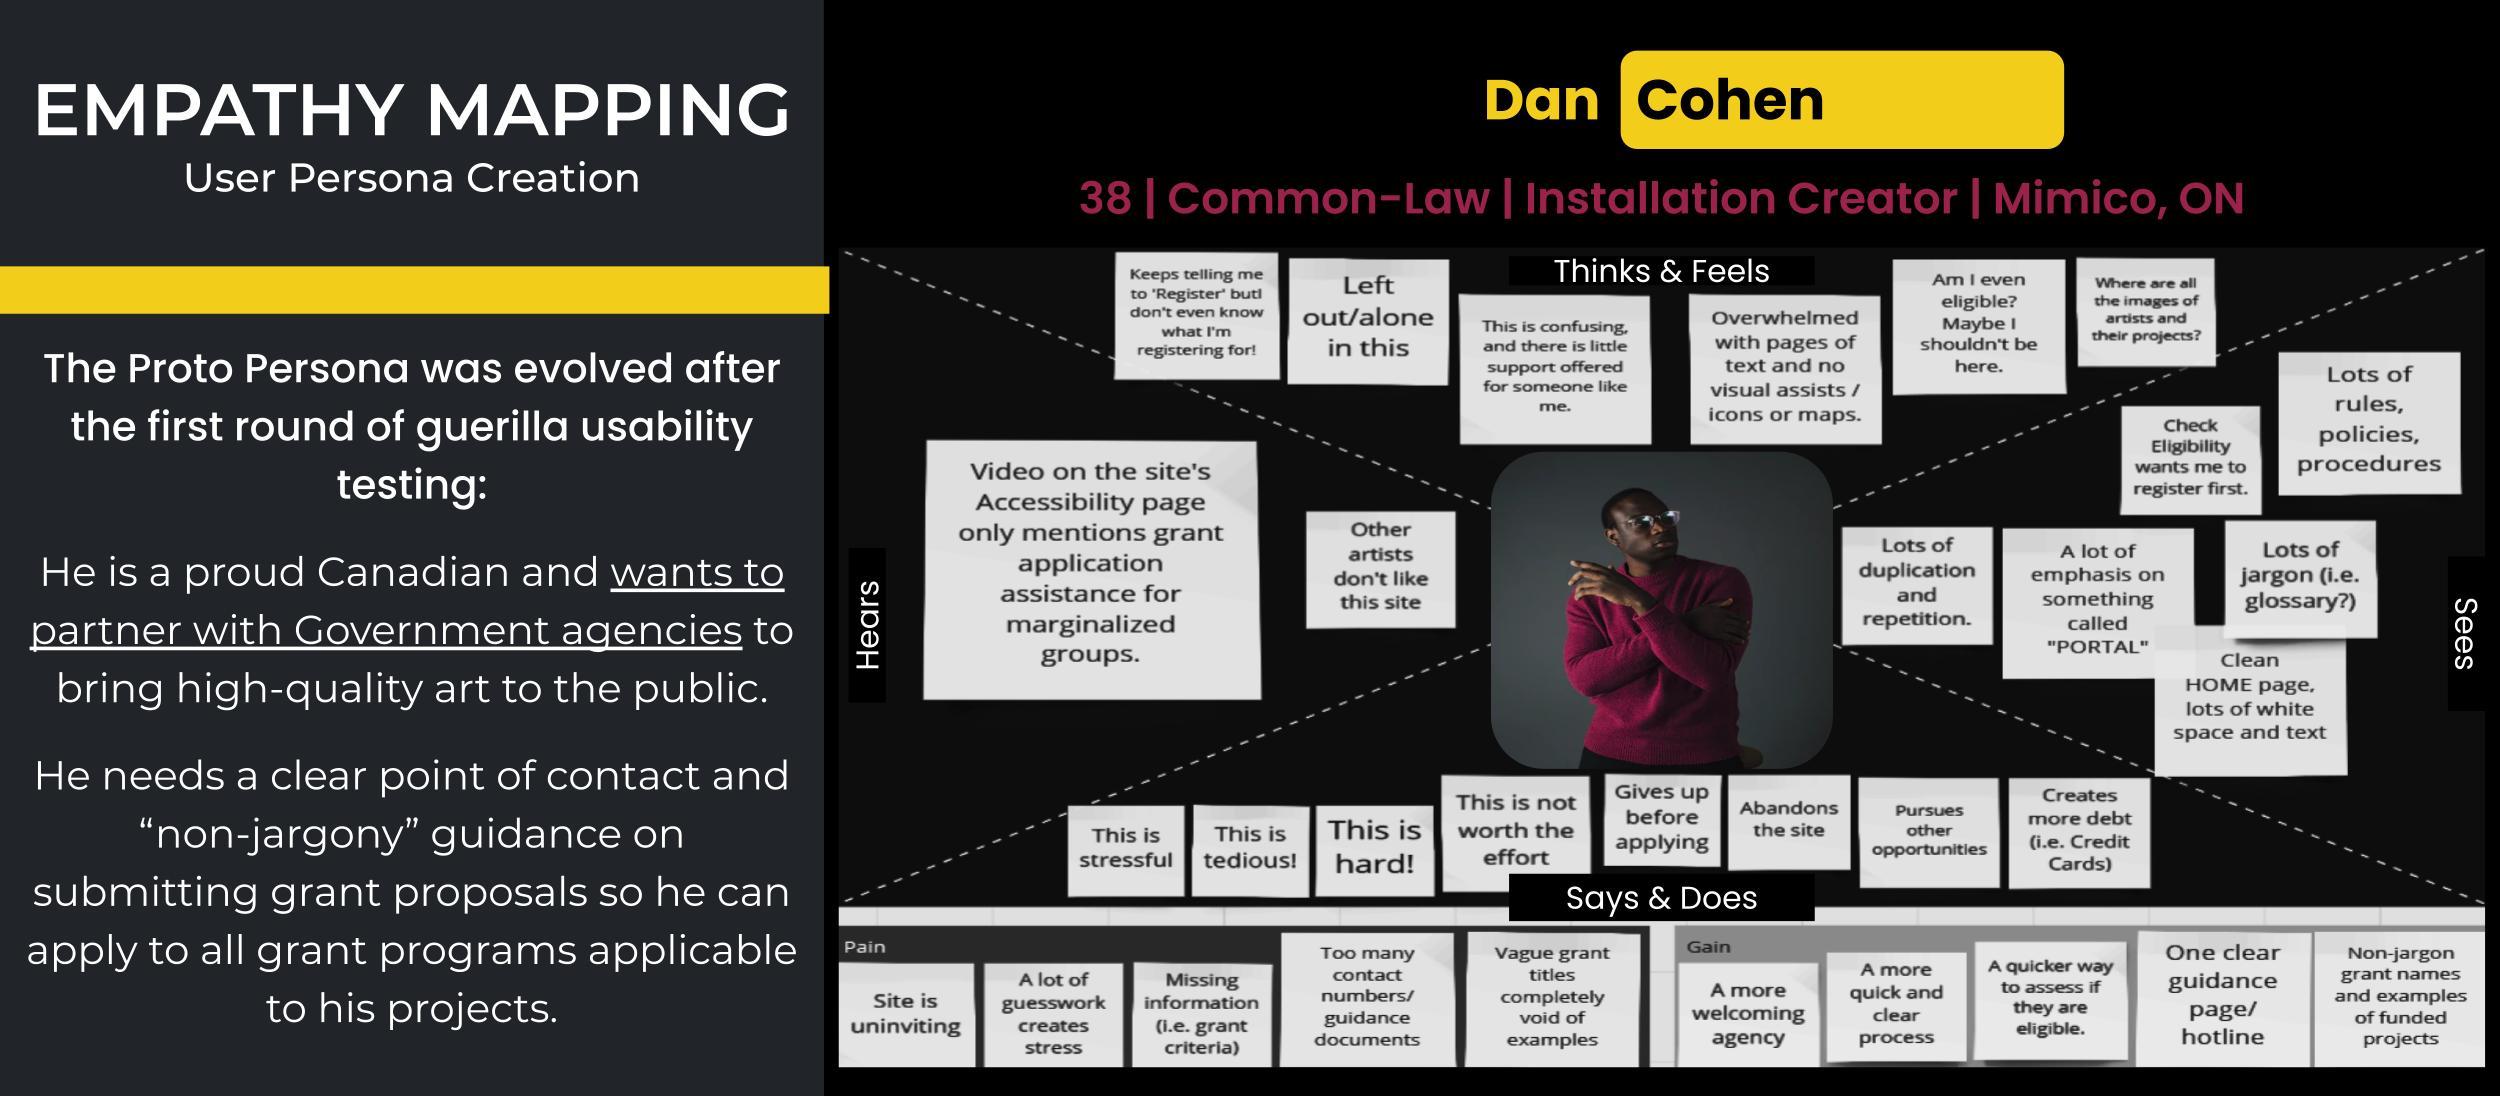 EMPATHY MAPPING
User Persona Creation
The Proto Persona was evolved after
the first round of guerilla usability
testing:
He is a proud Canadian and wants to
partner with Government agencies to
bring high-quality art to the public.
He needs a clear point of contact and
“non-jargony” guidance on
submitting grant proposals so he can
apply to all grant programs applicable
to his projects.
Dan Cohen
38 | Common-Law | Installation Creator | Mimico, ON
Thinks & Feels
Keeps telling me
to 'Register' butI
don't even know
what I'm
registering for!
Left
out/alone
in this
This is confusing,
and there is little
support offered
for someone like
me.
Overwhelmed
with pages of
text and no
visual assists /
icons or maps.
Am I even
eligible?
Maybe I
shouldn't be
here.
Where are all
the images of
artists and
their projects?
Hears
Video on the site's
Accessibility page
only mentions grant
application
assistance for
marginalized
groups.
Other
artists
don't like
this site
Sees
Lots of
rules,
policies,
procedures
Check
Eligibility
wants me to
register first.
Lots of
duplication
and
repetition.
A lot of
emphasis on
something
called
"PORTAL"
Lots of
jargon (i.e.
glossary?)
Clean
HOME page,
lots of white
space and text
This is
stressful
This is
tedious!
This is
hard!
This is not
worth the
effort
Gives up
before
applying
Abandons
the site
Pursues
other
opportunities
Creates
more debt
(i.e. Credit
Cards)
Says & Does
Pain
Site is
uninviting
A lot of
guesswork
creates
stress
Missing
information
(i.e. grant
criteria)
Too many
contact
numbers/
guidance
documents
Vague grant
titles
completely
void of
examples
Gain
A more
welcoming
agency
A more
quick and
clear
process
A quicker way
to assess if
they are
eligible.
One clear
guidance
page/
hotline
Non-jargon
grant names
and examples
of funded
projects